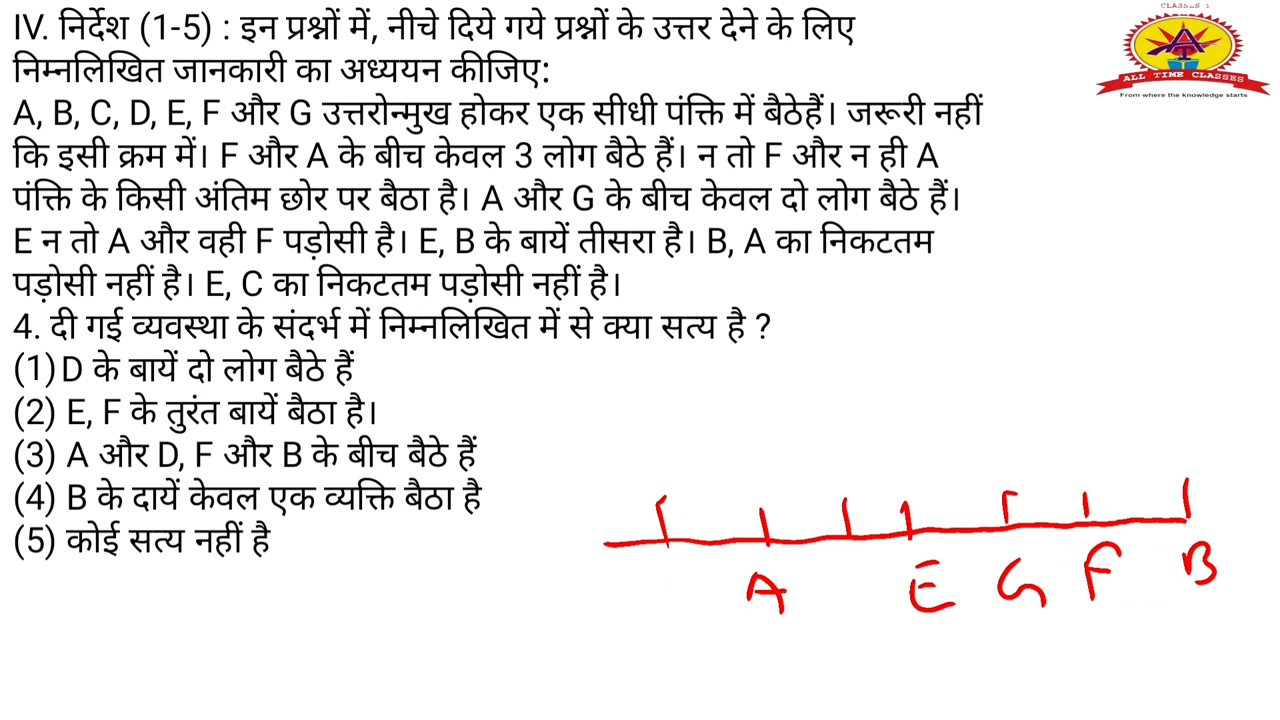 IV. निर्देश (1-5) : इन प्रश्नों में, नीचे दिये गये प्रश्नों के उत्तर देने के लिए
निम्नलिखित जानकारी का अध्ययन कीजिए:
A, B, C, D, E, F और G उत्तरोन्मुख होकर एक सीधी पंक्ति में बैठेहैं। जरूरी नहीं
कि इसी क्रम में। F और A के बीच केवल 3 लोग बैठे हैं। न तो F और न ही A
पंक्ति के किसी अंतिम छोर पर बैठा है। A और G के बीच केवल दो लोग बैठे हैं।
E न तो A और वही F पड़ोसी है। E, B के बायें तीसरा है। B, A का निकटतम
पड़ोसी नहीं है। E, C का निकटतम पड़ोसी नहीं है।
4. दी गई व्यवस्था के संदर्भ में निम्नलिखित में से क्या सत्य है ?
(1) D के बायें दो लोग बैठे हैं
(2) E, F के तुरंत बायें बैठा है।
(3) A और D, F और B के बीच बैठे हैं
(4) B के दायें केवल एक व्यक्ति बैठा है
(5) कोई सत्य नहीं है
A E G F B
ALL TIME CLASSES
From where the knowledge starts